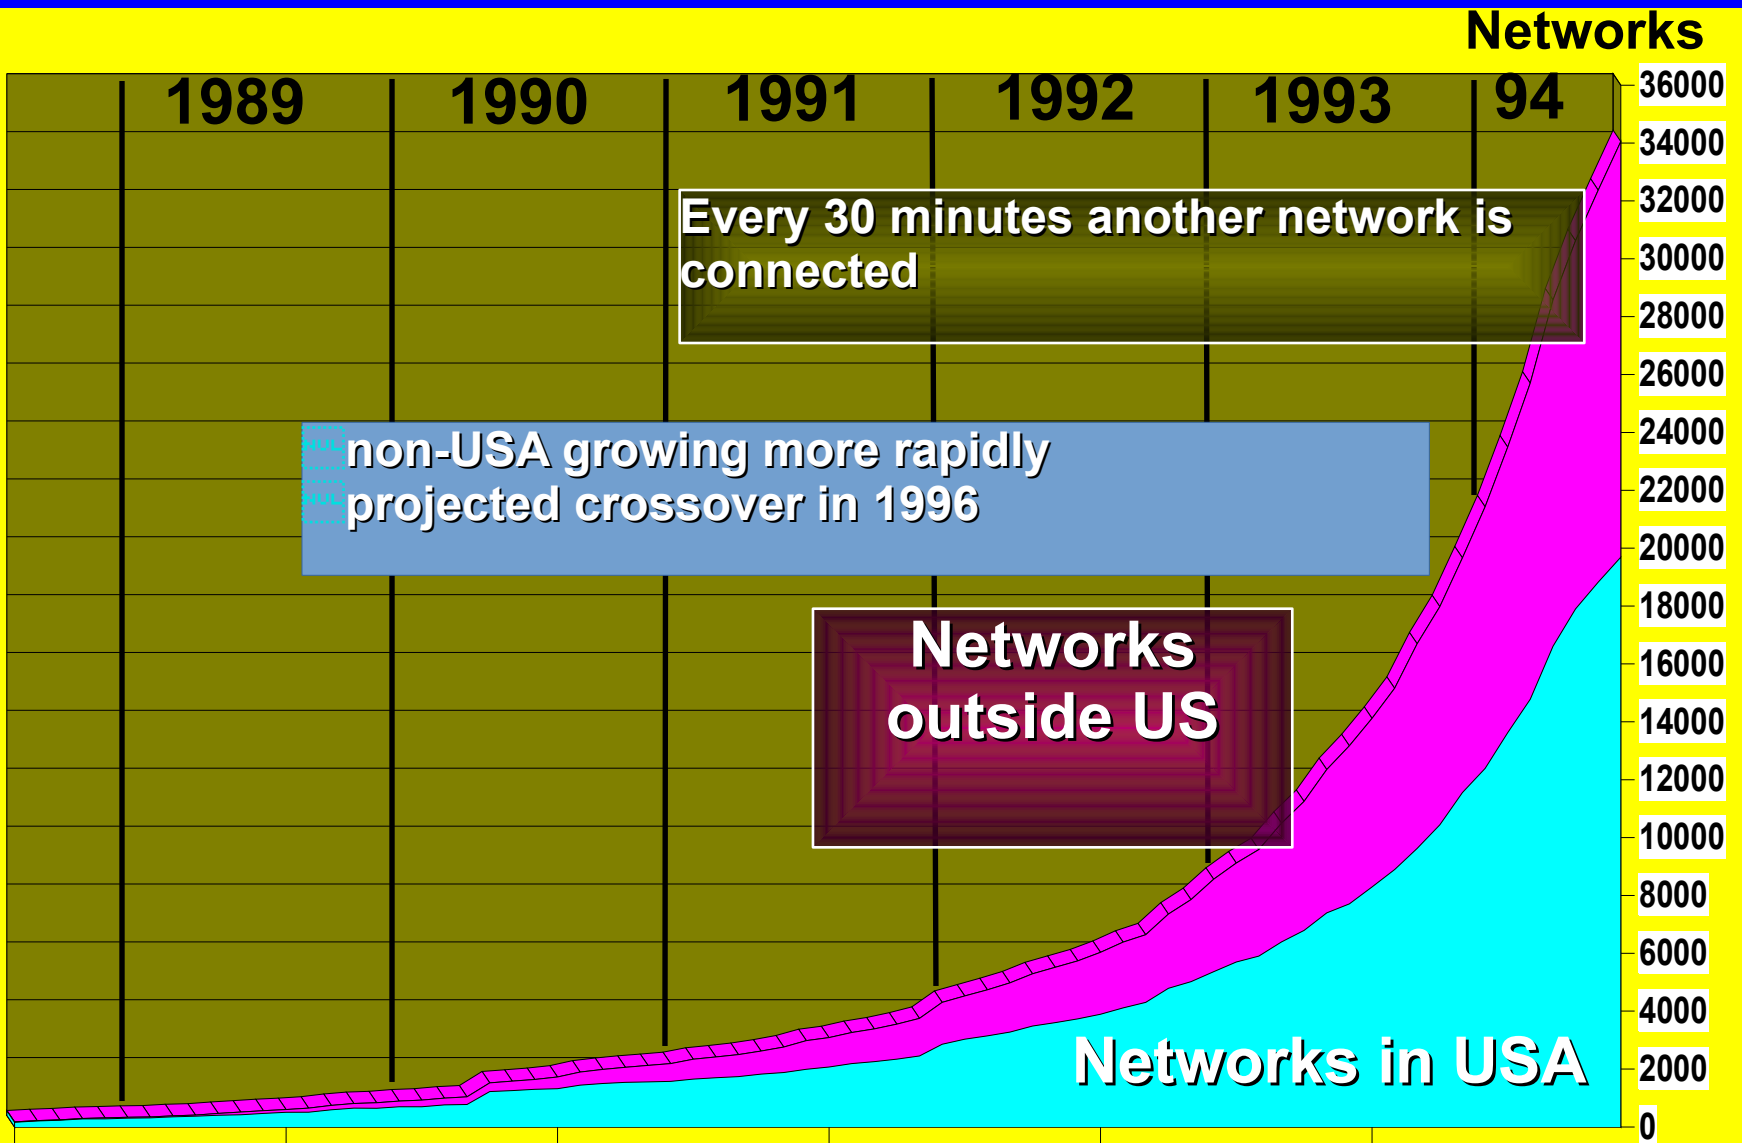 Networks
1989 1990 1991 1992 1993 94
36000
34000
32000
30000
28000
26000
24000
22000
20000
18000
16000
14000
12000
10000
8000
6000
4000
2000
0
Every 30 minutes another network is
connected
NUL non-USA growing more rapidly
NUL projected crossover in 1996
Networks
outside US
Networks in USA